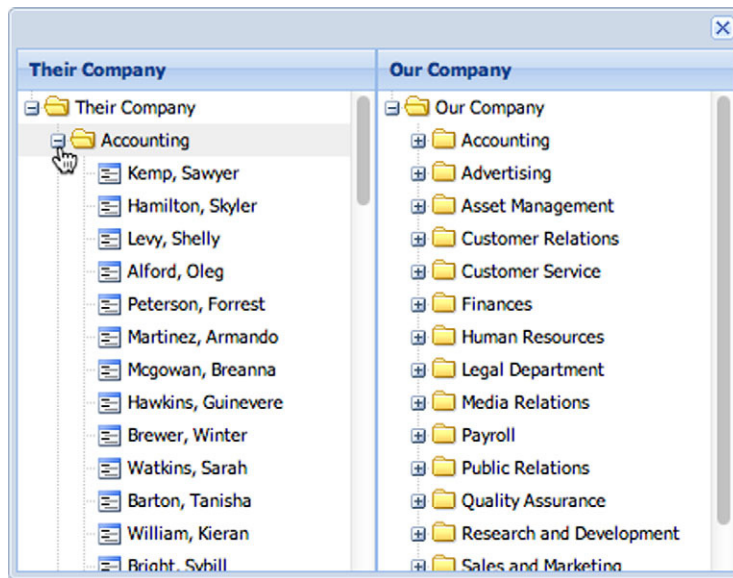 Their Company
Their Company
Accounting
Kemp, Sawyer
Hamilton, Skyler
Levy, Shelly
Alford, Oleg
Peterson, Forrest
Martinez, Armando
Mcgowan, Breanna
Hawkins, Guinevere
Brewer, Winter
Watkins, Sarah
Barton, Tanisha
William, Kieran
Bright, Sybill
Our Company
Our Company
Accounting
Advertising
Asset Management
Customer Relations
Customer Service
Finances
Human Resources
Legal Department
Media Relations
Payroll
Public Relations
Quality Assurance
Research and Development
Sales and Marketing